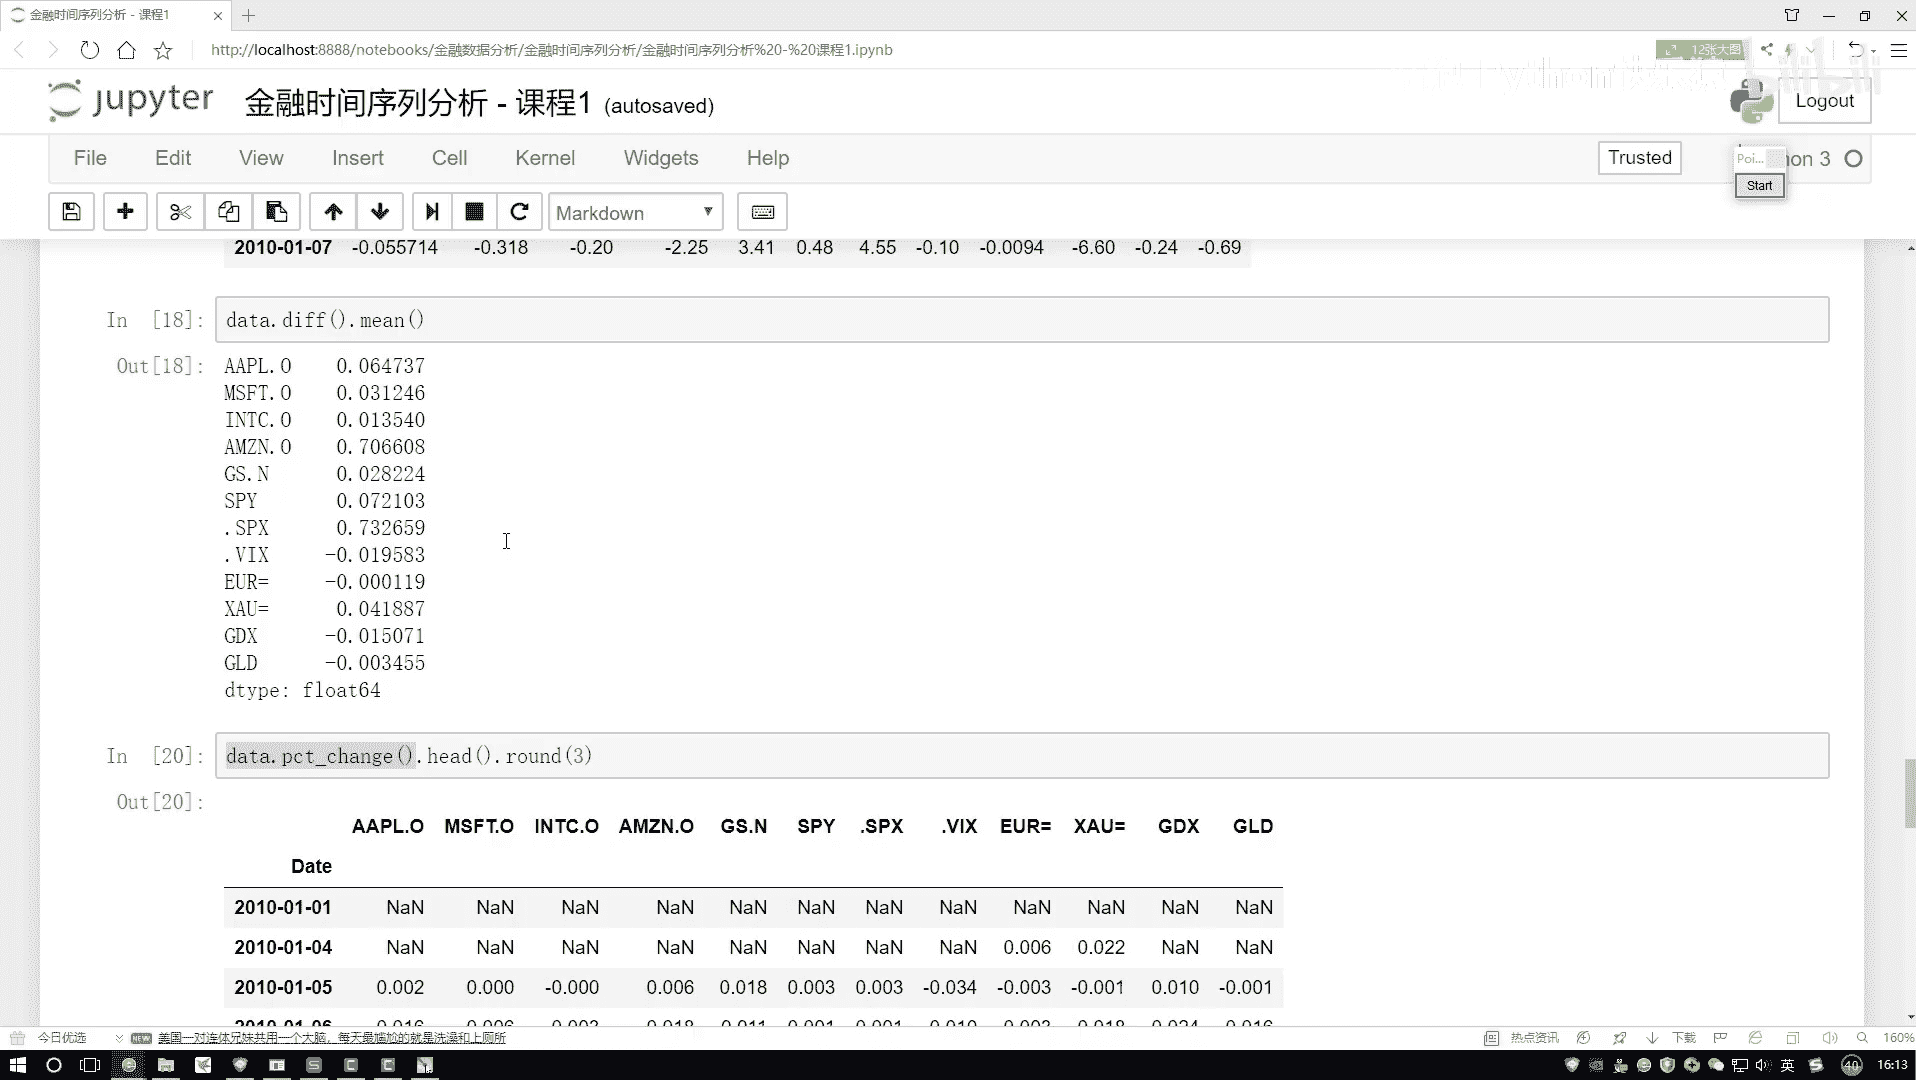 金融时间序列分析 - 课程1
http://localhost:8888/notebooks/金融数据分析/金融时间序列分析/金融时间序列分析%20-%20课程1.ipynb
12张大图
bilibili
jupyter 金融时间序列分析 - 课程1 (autosaved)
Logout
File Edit View Insert Cell Kernel Widgets Help
Trusted
Poi...
on 3
Start
Markdown
2010-01-07 -0.055714 -0.318 -0.20 -2.25 3.41 0.48 4.55 -0.10 -0.0094 -6.60 -0.24 -0.69
In [18]: data.diff().mean()
Out[18]: AAPL.O 0.064737
MSFT.O 0.031246
INTC.O 0.013540
AMZN.O 0.706608
GS.N 0.028224
SPY 0.072103
.SPX 0.732659
.VIX -0.019583
EUR= -0.000119
XAU= 0.041887
GDX -0.015071
GLD -0.003455
dtype: float64
In [20]: data.pct_change().head().round(3)
Out[20]:
AAPL.O MSFT.O INTC.O AMZN.O GS.N SPY .SPX .VIX EUR= XAU= GDX GLD
Date
2010-01-01 NaN NaN NaN NaN NaN NaN NaN NaN NaN NaN NaN NaN
2010-01-04 NaN NaN NaN NaN NaN NaN NaN NaN 0.006 0.022 NaN NaN
2010-01-05 0.002 0.000 -0.000 0.006 0.018 0.003 0.003 -0.034 -0.003 -0.001 0.010 -0.001
今日优选
NEW
美国一对连体兄妹共用一个大脑，每天最尴尬的就是洗澡和上厕所
热点资讯
下载
160%
英
40
16:13